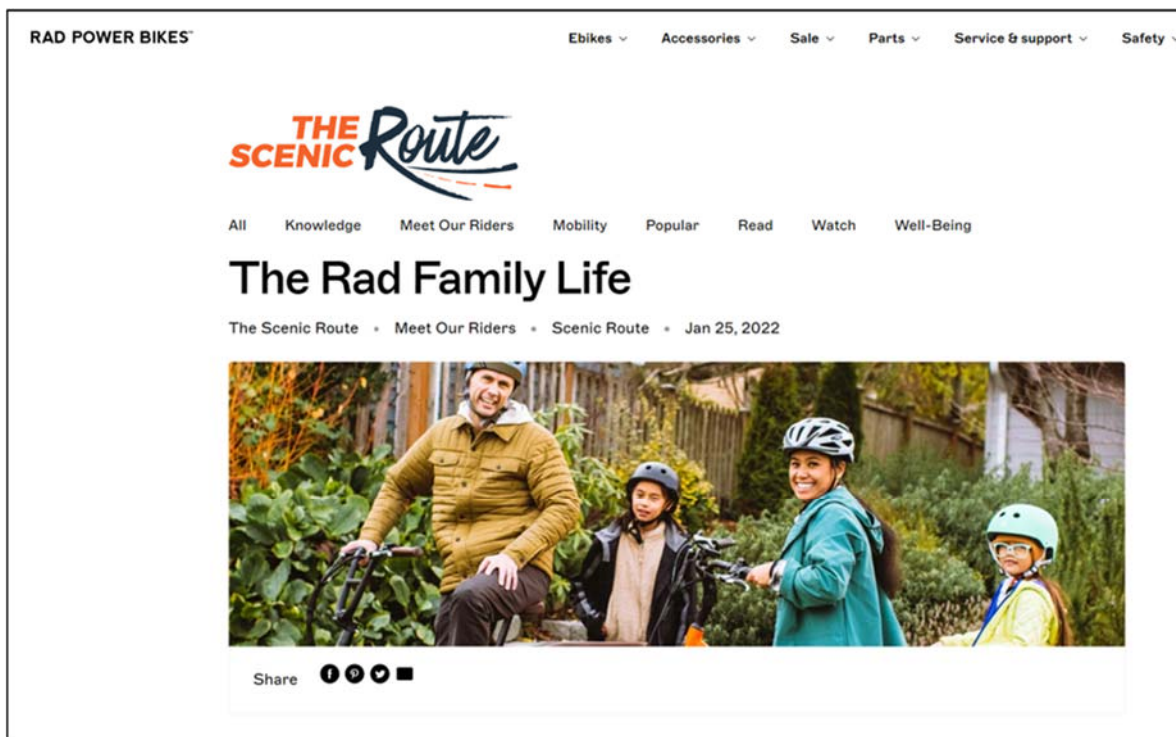 RAD POWER BIKES™ Ebikes Accessories Sale Parts Service & support Safety
THE
SCENIC Route
All Knowledge Meet Our Riders Mobility Popular Read Watch Well-Being
The Rad Family Life
The Scenic Route • Meet Our Riders • Scenic Route • Jan 25, 2022
Share